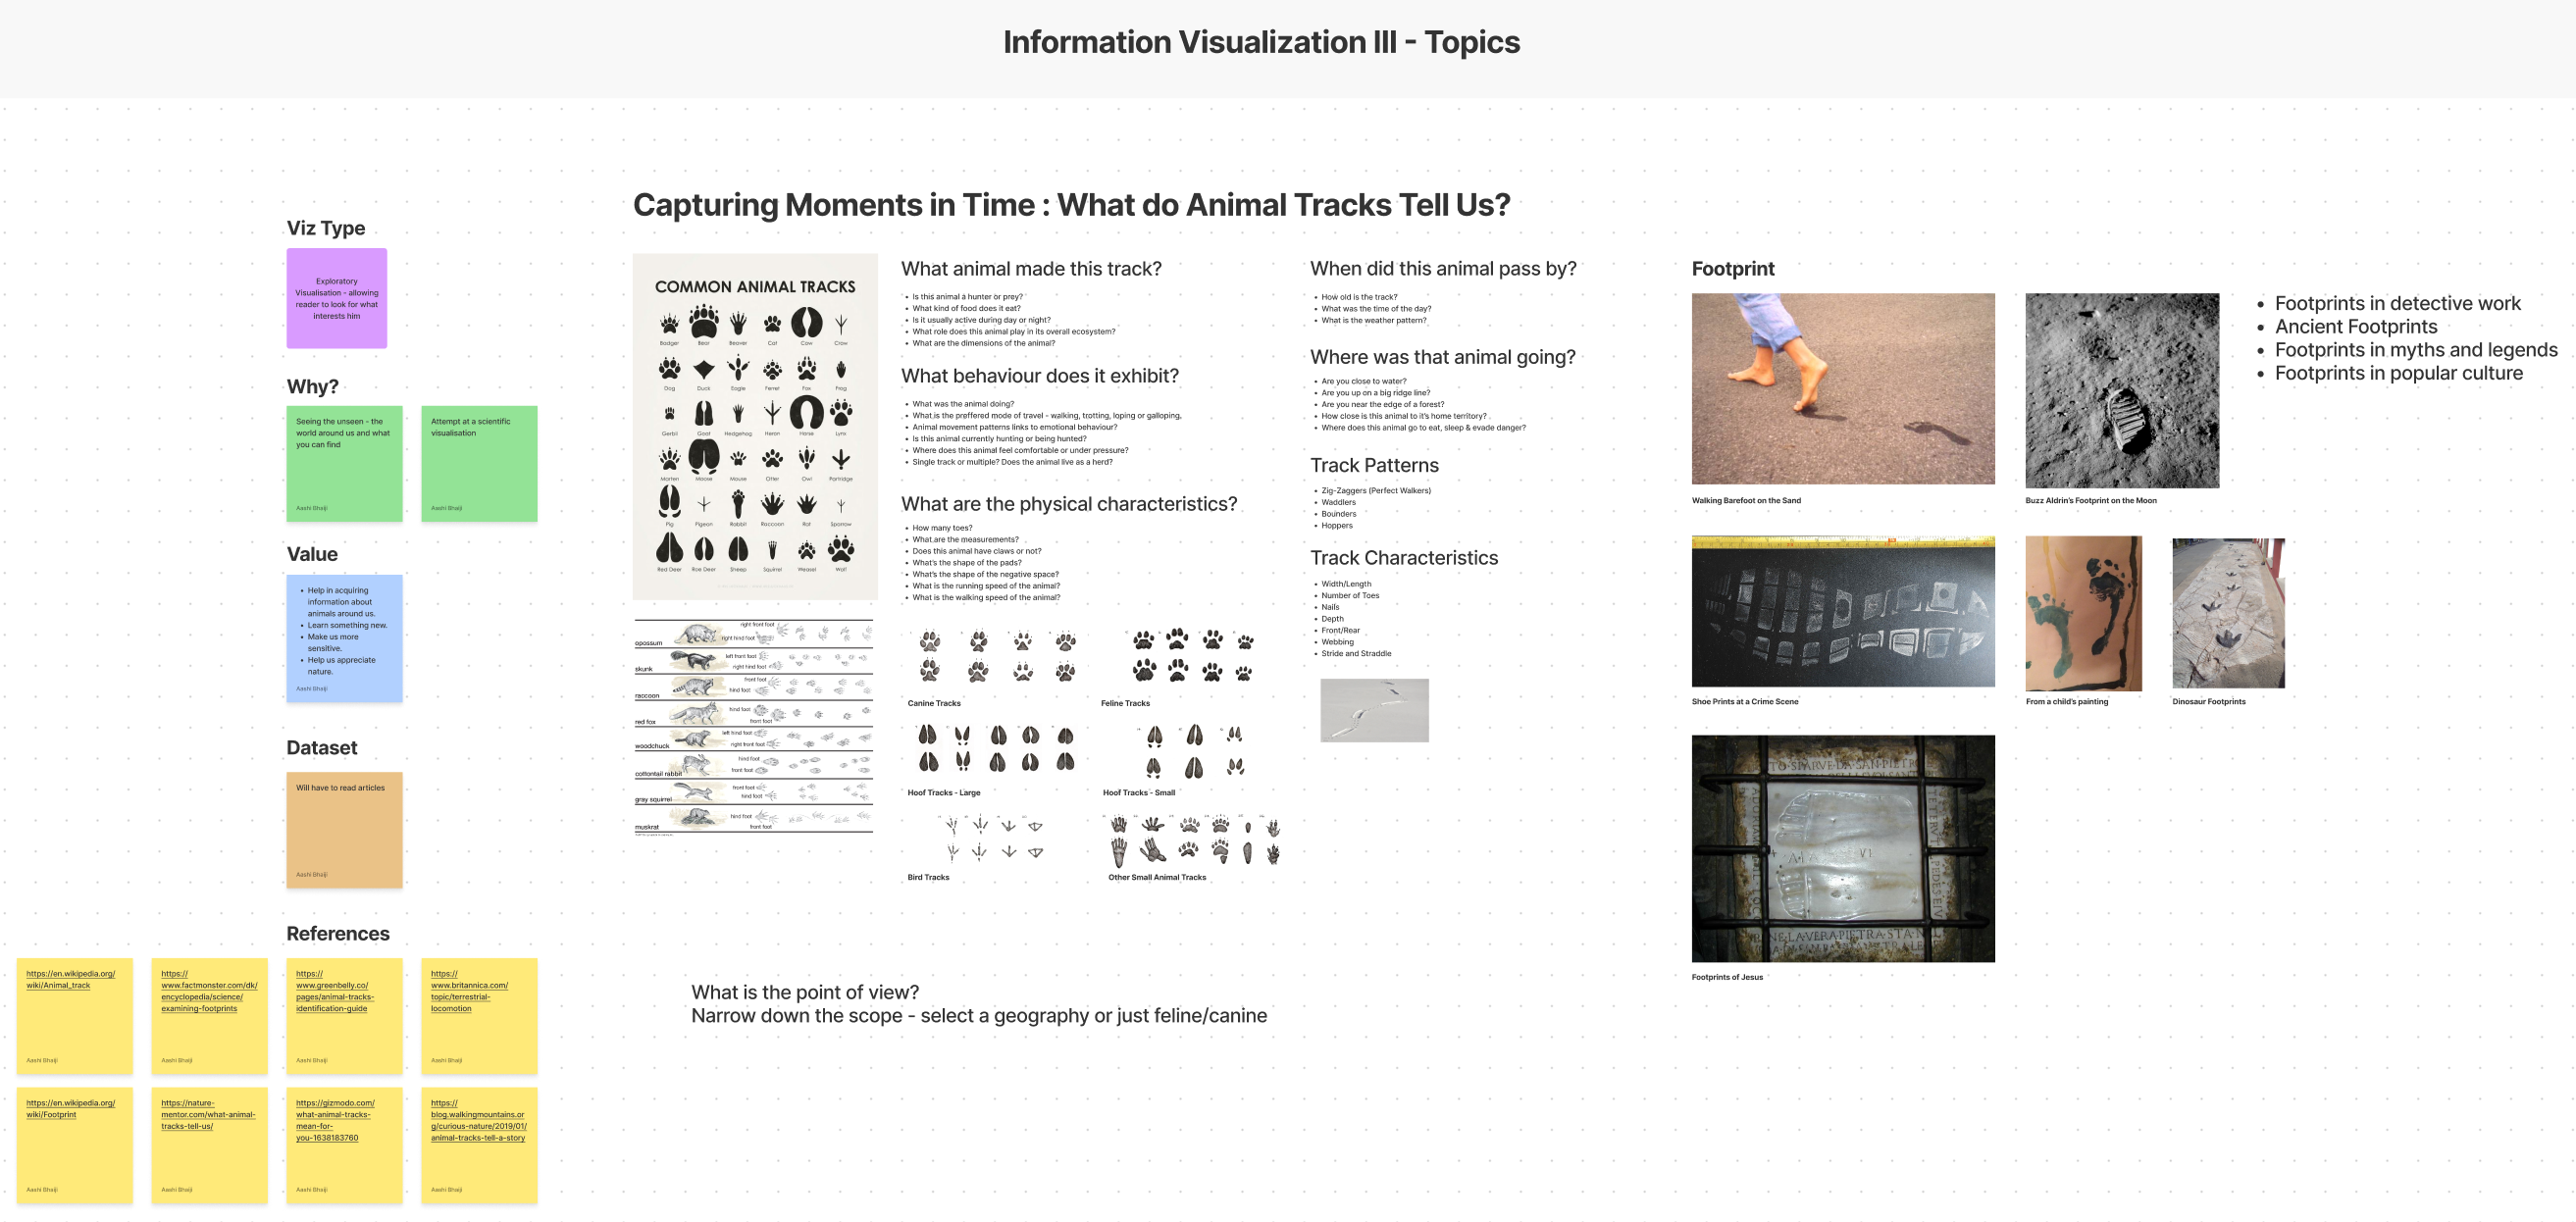 Information Visualization III - Topics
Capturing Moments in Time : What do Animal Tracks Tell Us?
Viz Type
Exploratory
Visualisation - allowing
reader to look for what
interests him
Why?
Seeing the unseen - the
world around us and what
you can find
Aashi Bhaiji
Attempt at a scientific
visualisation
Aashi Bhaiji
Value
• Help in acquiring
information about
animals around us.
• Learn something new.
• Make us more
sensitive.
• Help us appreciate
nature.
Aashi Bhaiji
Dataset
Will have to read articles
Aashi Bhaiji
References
https://en.wikipedia.org/
wiki/Animal_track
Aashi Bhaiji
https://
www.factmonster.com/dk/
encyclopedia/science/
examining-footprints
Aashi Bhaiji
https://
www.greenbelly.co/
pages/animal-tracks-
identification-guide
Aashi Bhaiji
https://
www.britannica.com/
topic/terrestrial-
locomotion
Aashi Bhaiji
https://en.wikipedia.org/
wiki/Footprint
Aashi Bhaiji
https://nature-
mentor.com/what-animal-
tracks-tell-us/
Aashi Bhaiji
https://gizmodo.com/
what-animal-tracks-
mean-for-
you-1638183760
Aashi Bhaiji
https://
blog.walkingmountains.or
g/curious-nature/2019/01/
animal-tracks-tell-a-story
Aashi Bhaiji
COMMON ANIMAL TRACKS
Badger Bear Beaver Cat Cow Crow
Dog Duck Eagle Ferret Fox Frog
Gerbil Goat Hedgehog Heron Horse Lynx
Marten Moose Mouse Otter Owl Partridge
Pig Pigeon Rabbit Raccoon Rat Sparrow
Red Deer Roe Deer Sheep Squirrel Weasel Wolf
right front foot
opossum right hind foot
left front foot
skunk right hind foot
front foot
raccoon hind foot
hind foot
red fox front foot
left hind foot
woodchuck right front foot
hind foot
cottontail rabbit front foot
front foot
gray squirrel hind foot
hind foot
muskrat front foot
What animal made this track?
• Is this animal a hunter or prey?
• What kind of food does it eat?
• Is it usually active during day or night?
• What role does this animal play in its overall ecosystem?
• What are the dimensions of the animal?
What behaviour does it exhibit?
• What was the animal doing?
• What is the preffered mode of travel - walking, trotting, loping or galloping,
• Animal movement patterns links to emotional behaviour?
• Is this animal currently hunting or being hunted?
• Where does this animal feel comfortable or under pressure?
• Single track or multiple? Does the animal live as a herd?
What are the physical characteristics?
• How many toes?
• What are the measurements?
• Does this animal have claws or not?
• What's the shape of the pads?
• What's the shape of the negative space?
• What is the running speed of the animal?
• What is the walking speed of the animal?
Canine Tracks
Feline Tracks
Hoof Tracks - Large
Hoof Tracks - Small
Bird Tracks
Other Small Animal Tracks
When did this animal pass by?
• How old is the track?
• What was the time of the day?
• What is the weather pattern?
Where was that animal going?
• Are you close to water?
• Are you up on a big ridge line?
• Are you near the edge of a forest?
• How close is this animal to it's home territory?
• Where does this animal go to eat, sleep & evade danger?
Track Patterns
• Zig-Zaggers (Perfect Walkers)
• Waddlers
• Bounders
• Hoppers
Track Characteristics
• Width/Length
• Number of Toes
• Nails
• Depth
• Front/Rear
• Webbing
• Stride and Straddle
What is the point of view?
Narrow down the scope - select a geography or just feline/canine
Footprint
Walking Barefoot on the Sand
Buzz Aldrin's Footprint on the Moon
• Footprints in detective work
• Ancient Footprints
• Footprints in myths and legends
• Footprints in popular culture
Shoe Prints at a Crime Scene
From a child's painting
Dinosaur Footprints
Footprints of Jesus